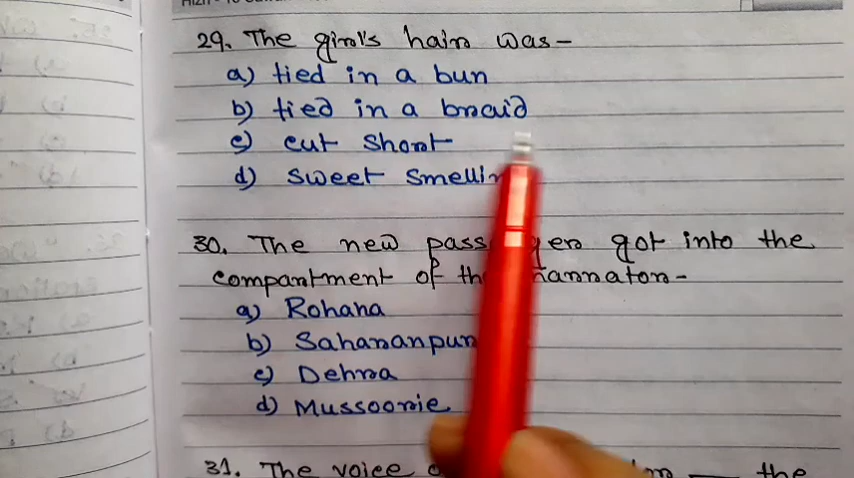 29. The girl's hair was-
a) tied in a bun
b) tied in a braid
c) cut short
d) sweet
30. The new got into the
compartment of
a) Rohana
b) Saharanpur
c) Dehra
d) Mussoorie
31. The voice the